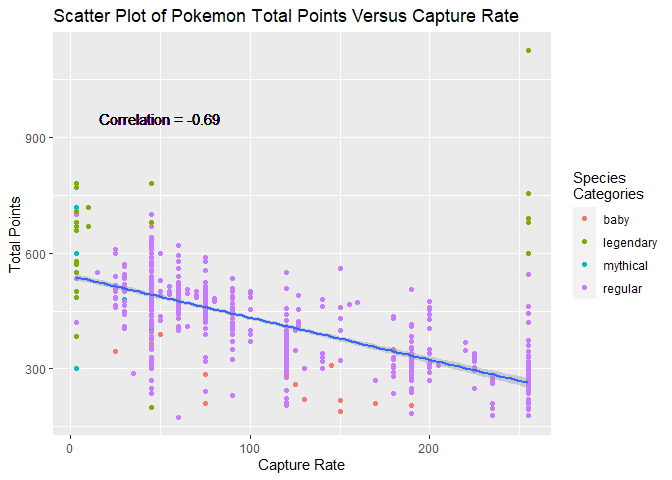 Scatter Plot of Pokemon Total Points Versus Capture Rate
Correlation = -0.69
Total Points
900
600
300
0
100
200
Capture Rate
Species
Categories
baby
legendary
mythical
regular